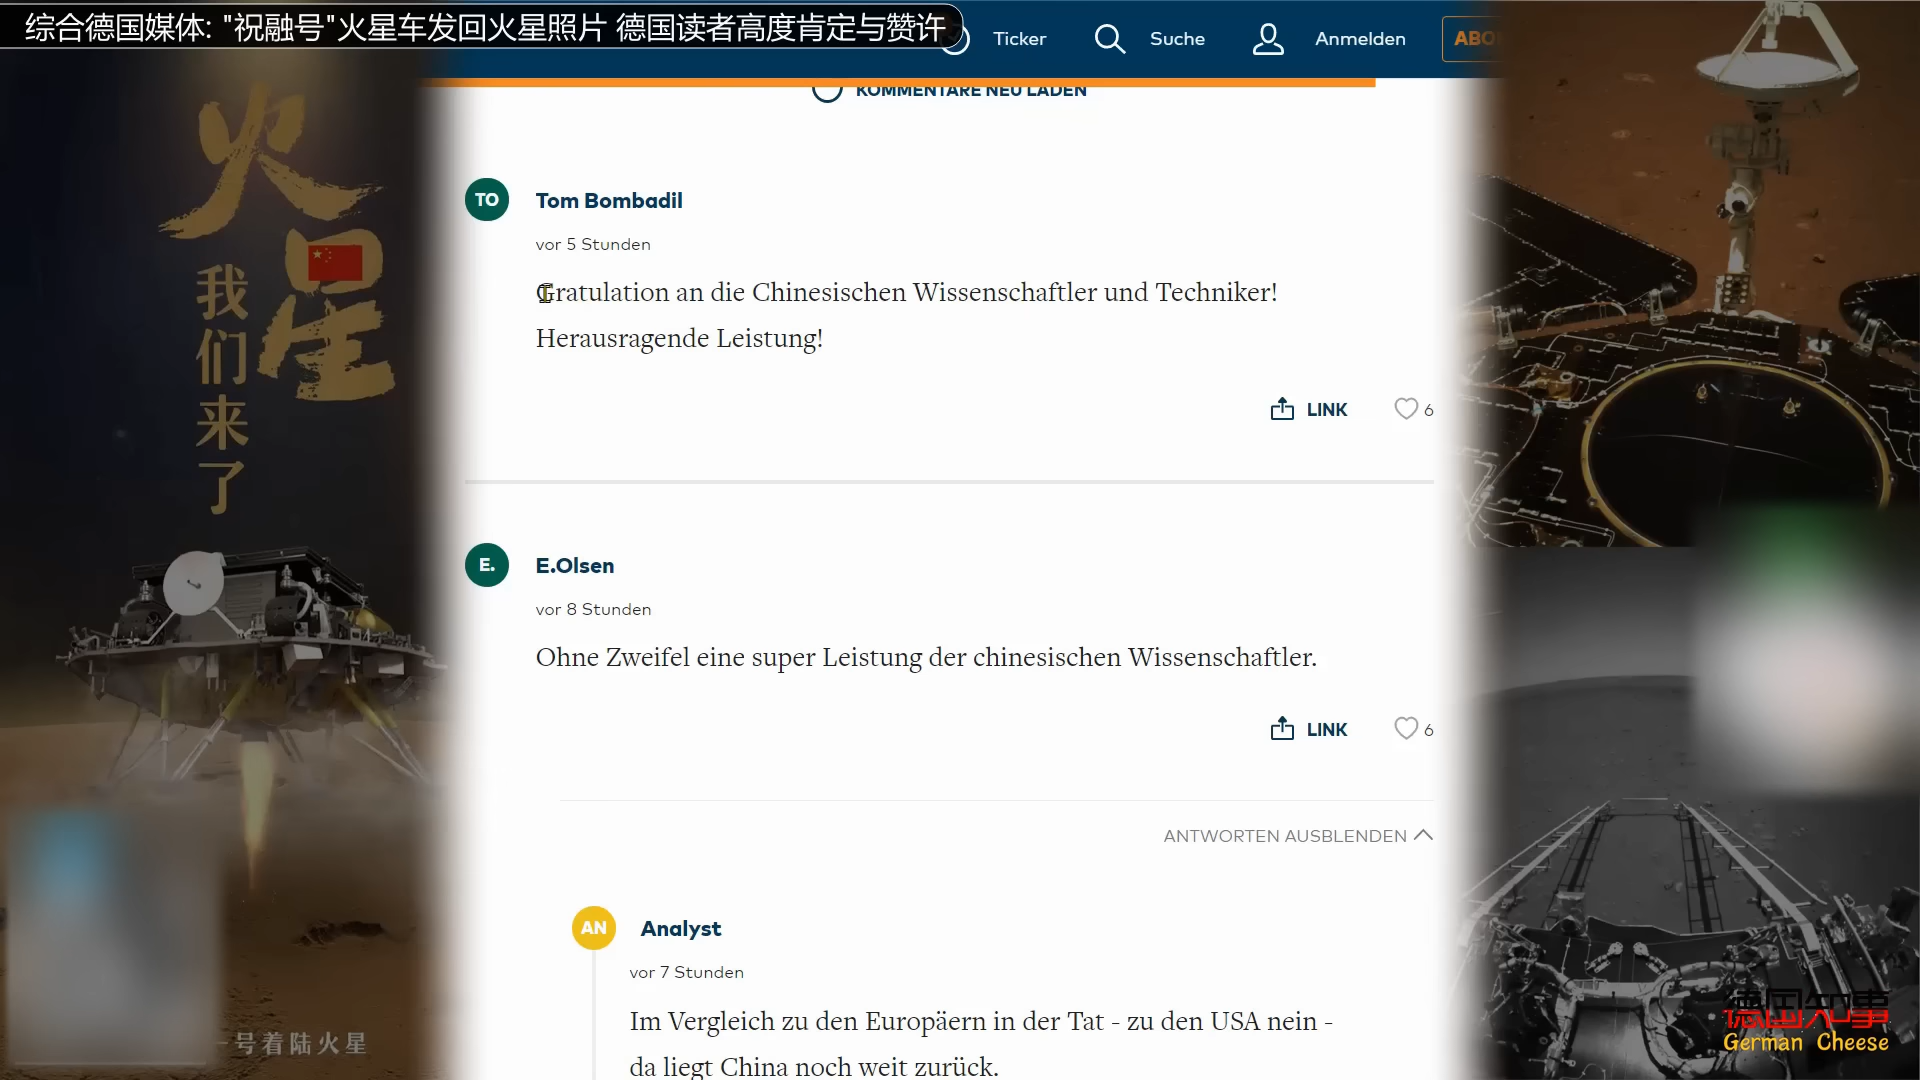 综合德国媒体: "祝融号"火星车发回火星照片 德国读者高度肯定与赞许
Ticker
Suche
Anmelden
KOMMENTARE NEU LADEN
火星
我们来了
TO
Tom Bombadil
vor 5 Stunden
Gratulation an die Chinesischen Wissenschaftler und Techniker!
Herausragende Leistung!
LINK
6
E.
E.Olsen
vor 8 Stunden
Ohne Zweifel eine super Leistung der chinesischen Wissenschaftler.
LINK
6
ANTWORTEN AUSBLENDEN
AN
Analyst
vor 7 Stunden
Im Vergleich zu den Europäern in der Tat - zu den USA nein -
da liegt China noch weit zurück.
号着陆火星
德国知事
German Cheese